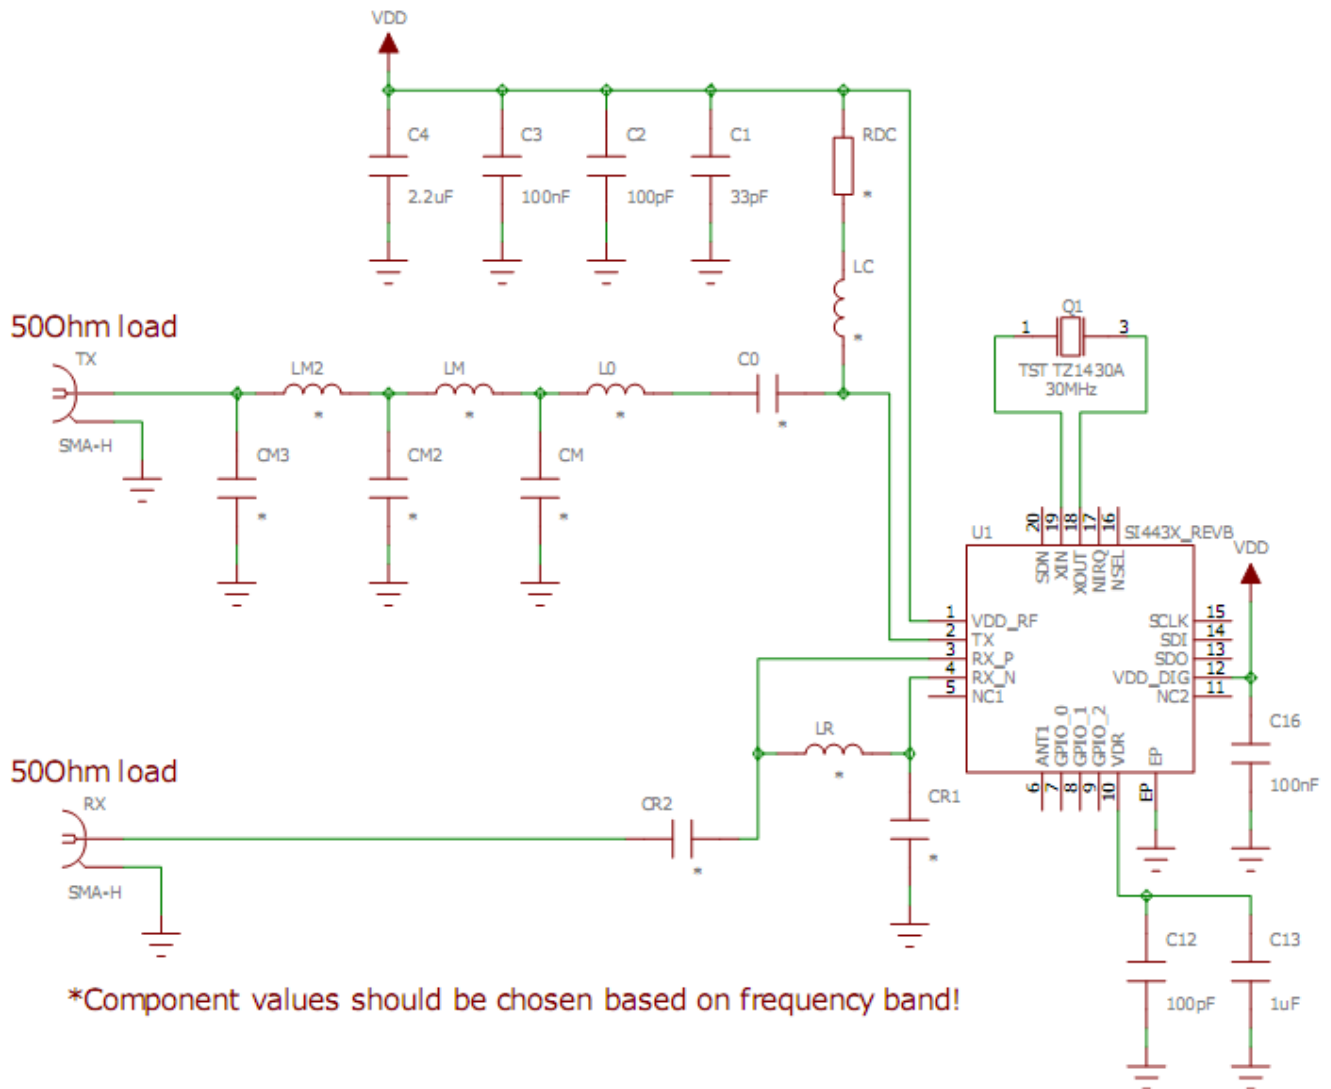 VDD
C4
C3
C2
C1
RDC
2.2uF
100nF
100pF
33pF
*
LC
*
50Ohm load
TX
SMA-H
LM2
*
LM
*
L0
*
C0
*
CM3
*
CM2
*
CM
*
Q1
1
3
TST TZ1430A
30MHz
U1
SI443X_REVB
VDD
20
19
18
17
16
SDN
XIN
XOUT
NIRQ
NSEL
1
VDD_RF
2
TX
3
RX_P
4
RX_N
5
NC1
SCLK
15
SDI
14
SDO
13
VDD_DIG
12
NC2
11
ANT1
GPIO_0
GPIO_1
GPIO_2
VDR
EP
6
7
8
9
10
EP
C16
100nF
LR
*
50Ohm load
RX
SMA-H
CR2
*
CR1
*
C12
100pF
C13
1uF
*Component values should be chosen based on frequency band!